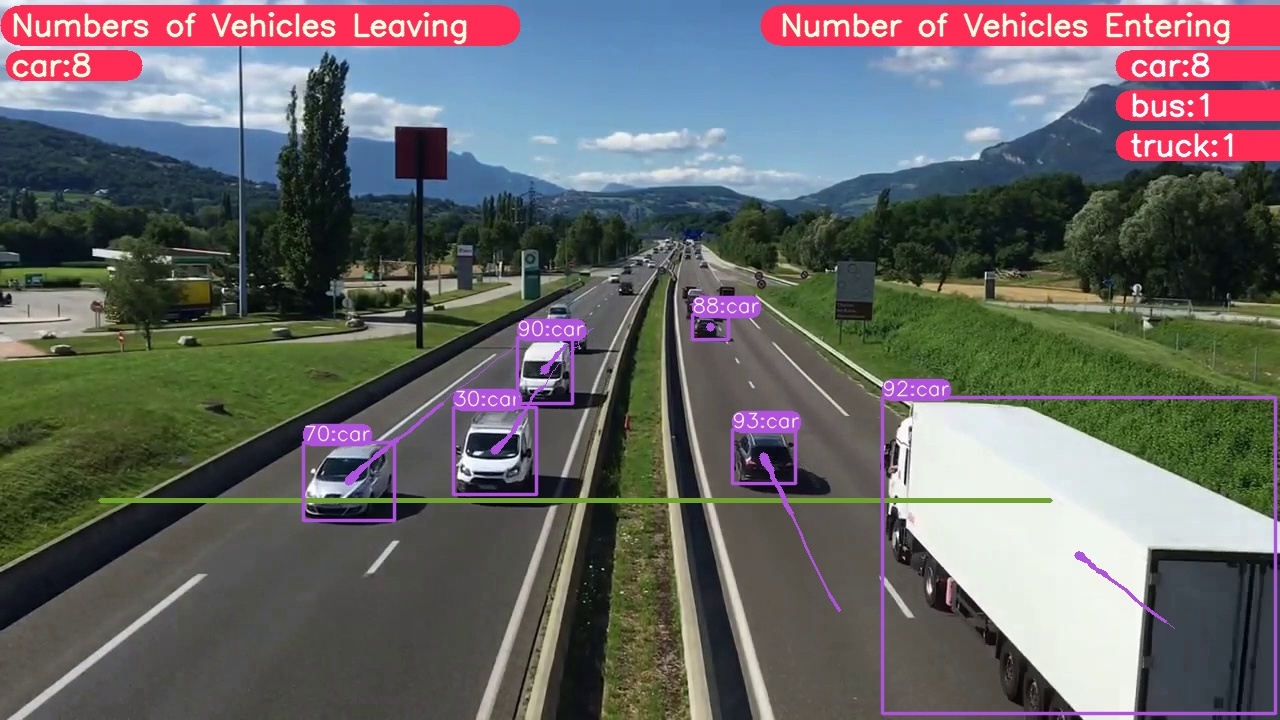 Numbers of Vehicles Leaving
Number of Vehicles Entering
car:8
car:8
bus:1
truck:1
88:car
90:car
92:car
30:car
93:car
70:car